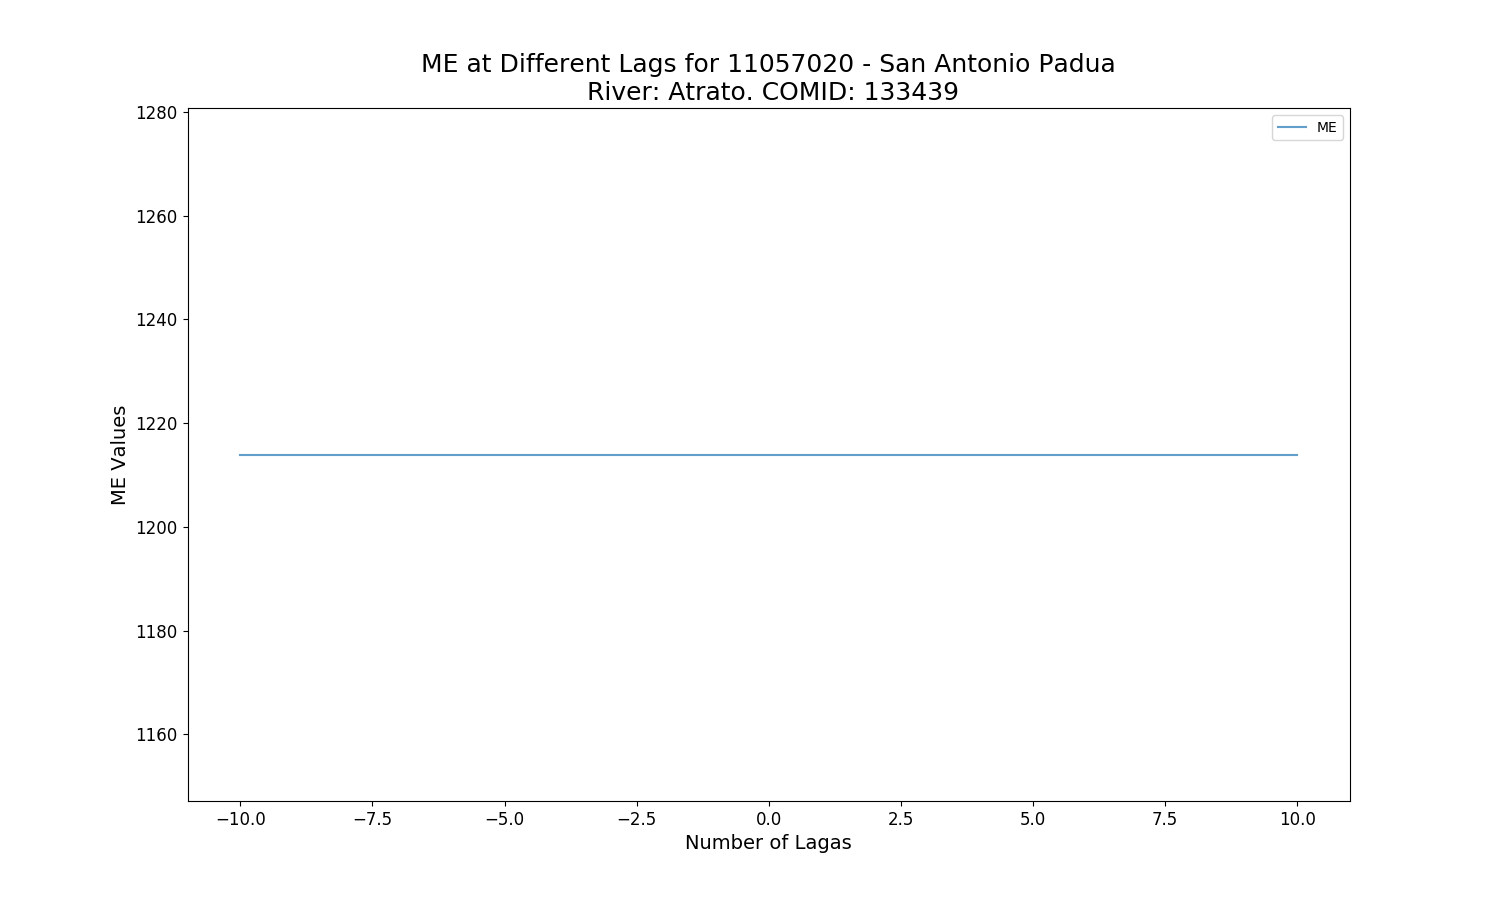 ME at Different Lags for 11057020 - San Antonio Padua
River: Atrato. COMID: 133439
ME
1280
1260
1240
1220
1200
1180
1160
ME Values
−10.0 −7.5 −5.0 −2.5 0.0 2.5 5.0 7.5 10.0
Number of Lagas